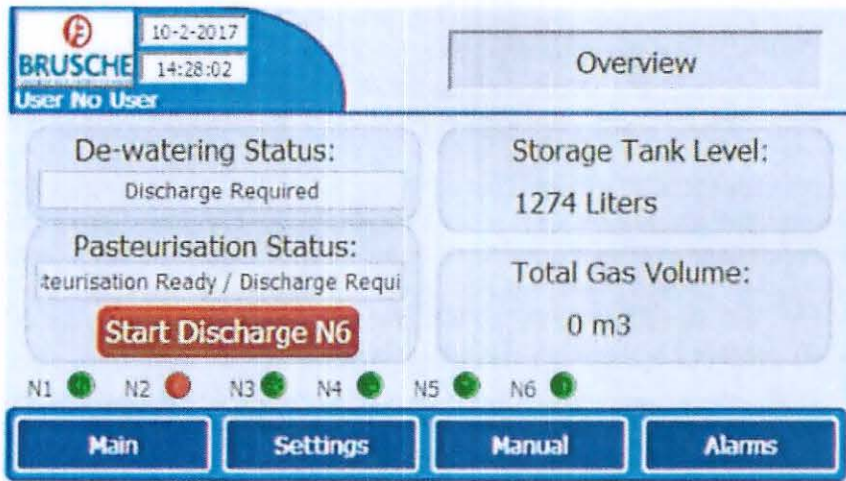 10-2-2017
BRUSCHE
14:28:02
User No User
Overview
De-watering Status:
Discharge Required
Storage Tank Level:
1274 Liters
Pasteurisation Status:
teurisation Ready / Discharge Requi
Start Discharge N6
Total Gas Volume:
0 m3
N1 N2 N3 N4 N5 N6
Main Settings Manual Alarms